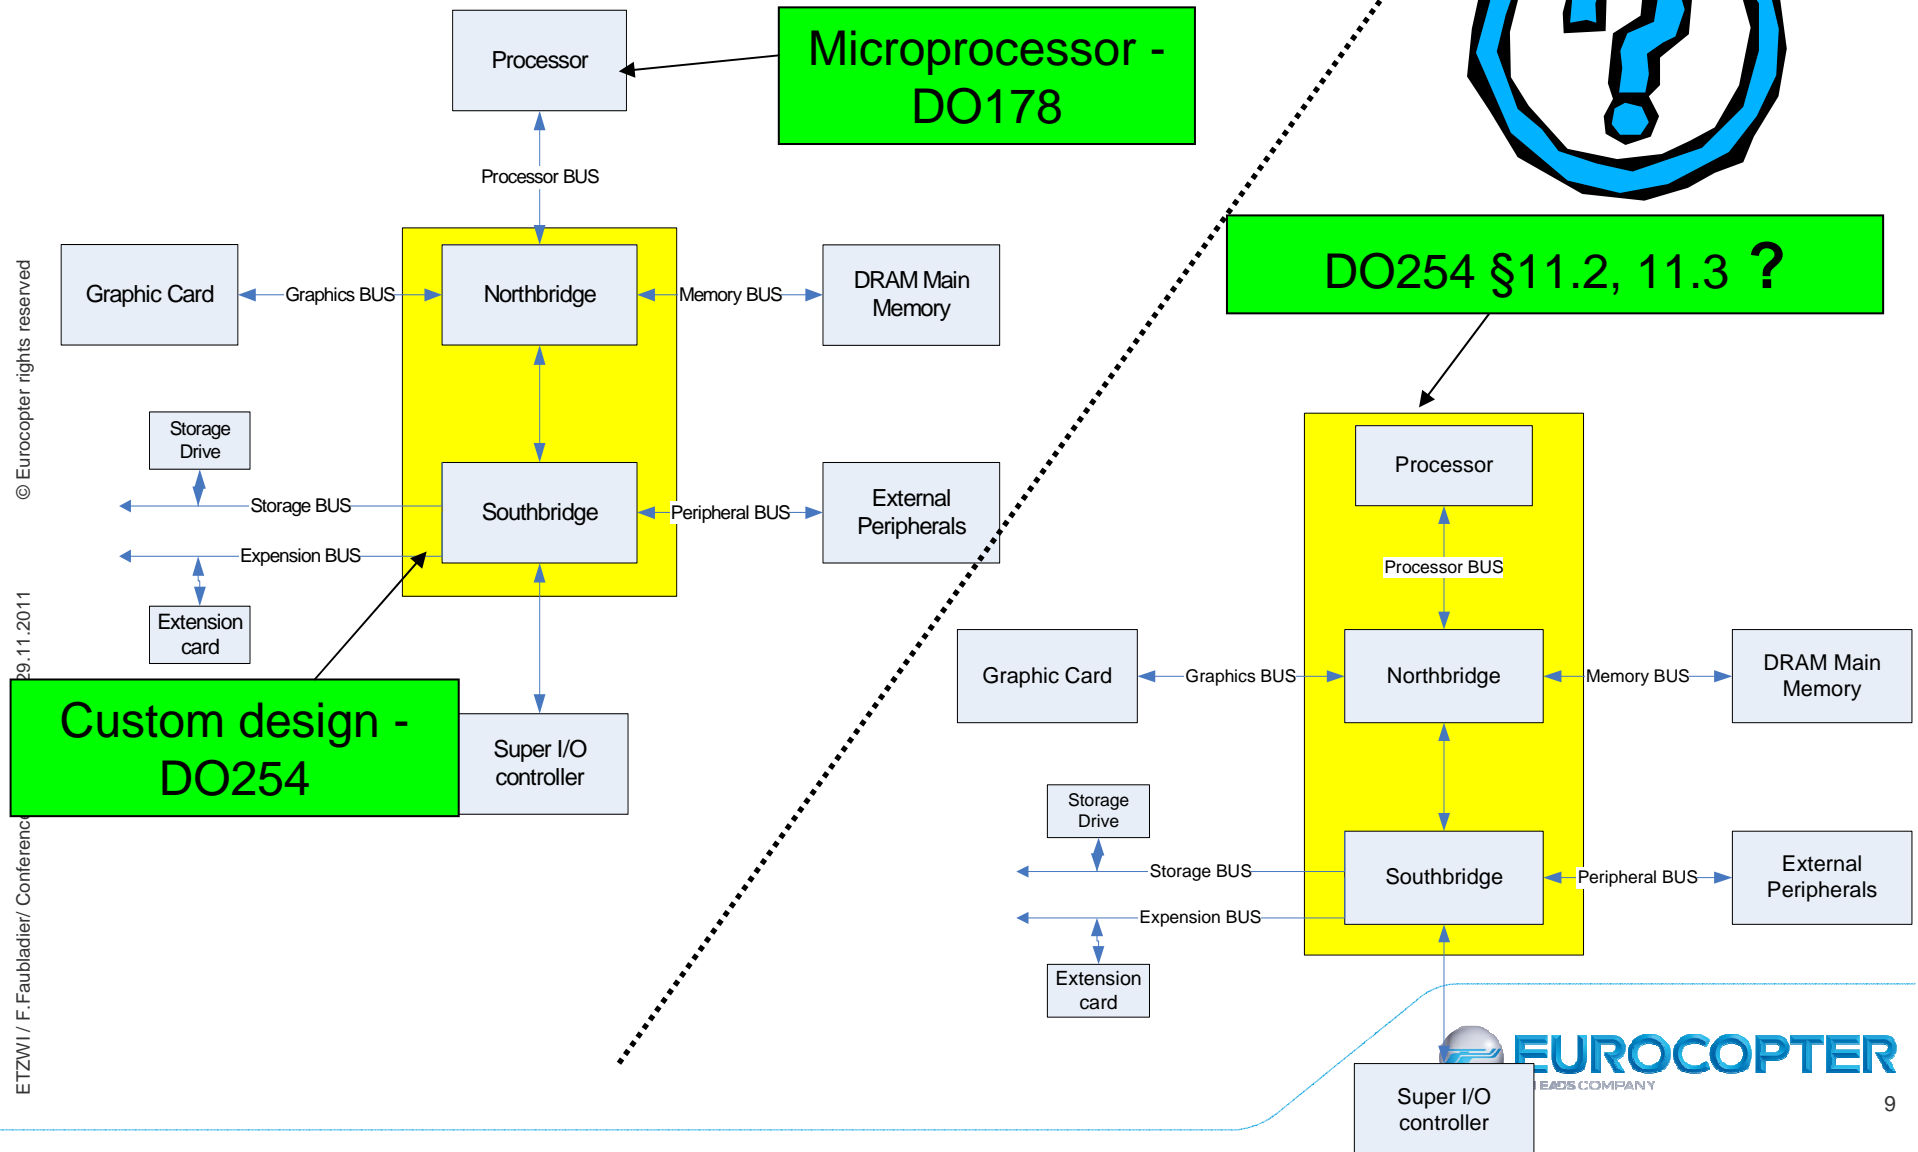 Processor
Microprocessor -
DO178
Processor BUS
Graphic Card
Graphics BUS
Northbridge
Memory BUS
DRAM Main
Memory
Storage
Drive
Storage BUS
Southbridge
Peripheral BUS
External
Peripherals
Expension BUS
Extension
card
Custom design -
DO254
Super I/O
controller
DO254 §11.2, 11.3 ?
Processor
Processor BUS
Graphic Card
Graphics BUS
Northbridge
Memory BUS
DRAM Main
Memory
Storage
Drive
Storage BUS
Southbridge
Peripheral BUS
External
Peripherals
Expension BUS
Extension
card
Super I/O
controller
© Eurocopter rights reserved
ETZWI / F.Faubladier/ Conference 29.11.2011
EUROCOPTER
EADS COMPANY
9